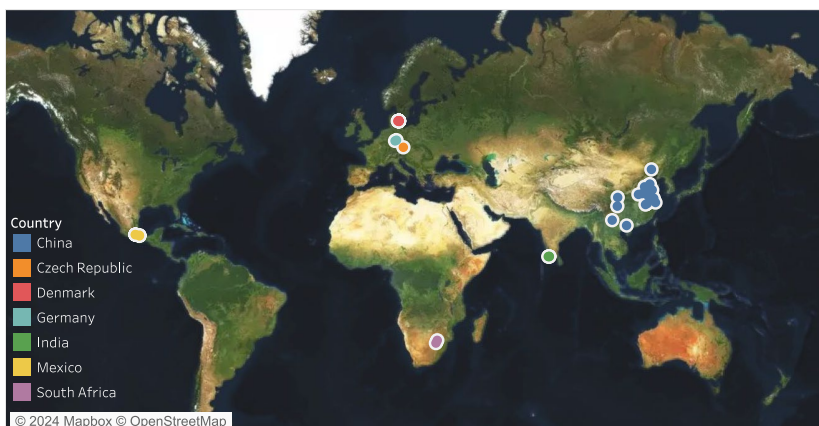 Country
China
Czech Republic
Denmark
Germany
India
Mexico
South Africa
© 2024 Mapbox © OpenStreetMap